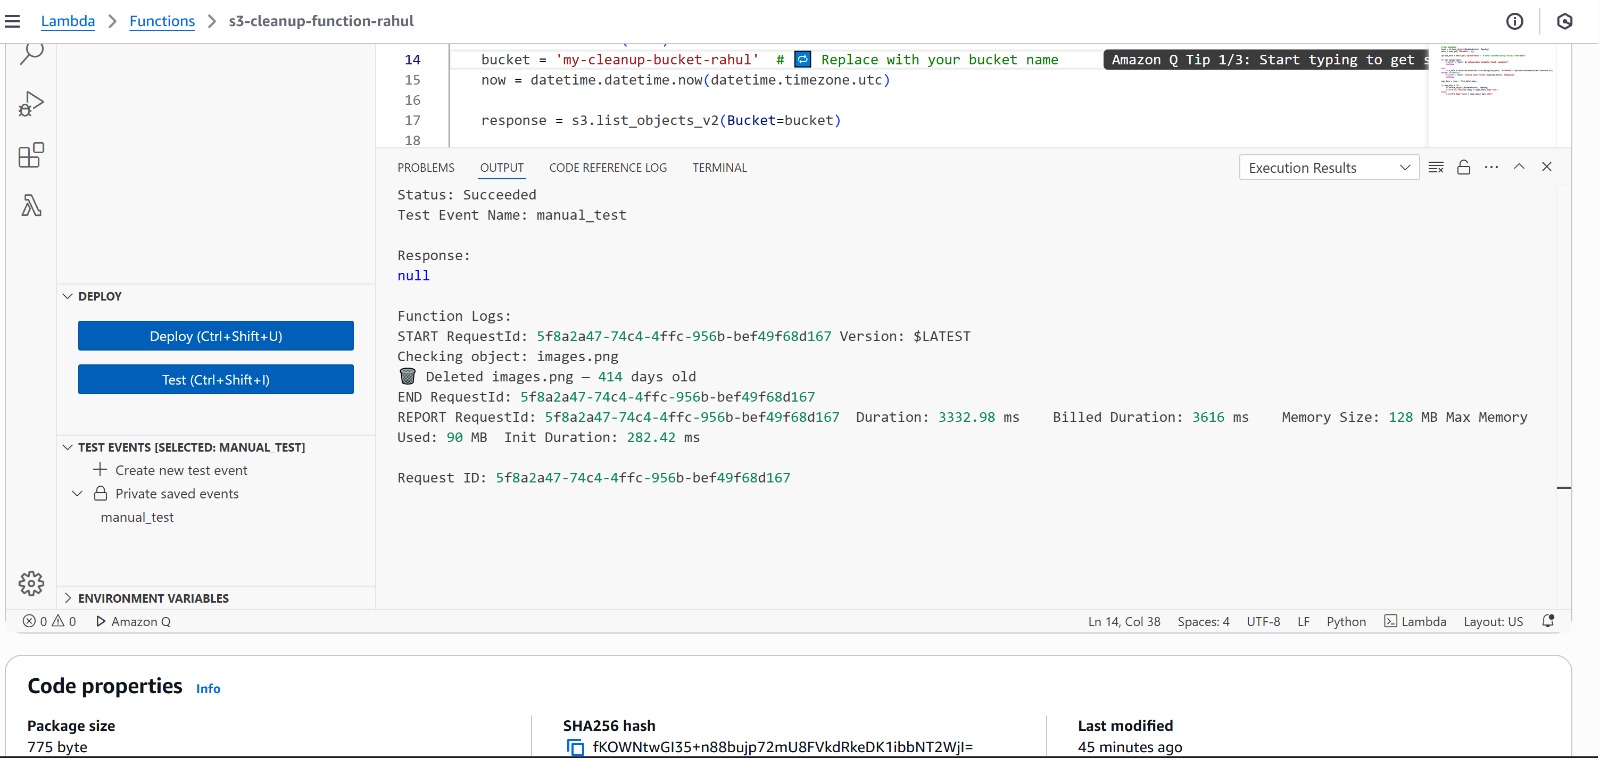 Lambda > Functions > s3-cleanup-function-rahul
14 bucket = 'my-cleanup-bucket-rahul' # 🔁 Replace with your bucket name
Amazon Q Tip 1/3: Start typing to get s
15 now = datetime.datetime.now(datetime.timezone.utc)
16
17 response = s3.list_objects_v2(Bucket=bucket)
18
PROBLEMS OUTPUT CODE REFERENCE LOG TERMINAL
Execution Results
Status: Succeeded
Test Event Name: manual_test
Response:
null
Function Logs:
START RequestId: 5f8a2a47-74c4-4ffc-956b-bef49f68d167 Version: $LATEST
Checking object: images.png
🗑️ Deleted images.png — 414 days old
END RequestId: 5f8a2a47-74c4-4ffc-956b-bef49f68d167
REPORT RequestId: 5f8a2a47-74c4-4ffc-956b-bef49f68d167 Duration: 3332.98 ms Billed Duration: 3616 ms Memory Size: 128 MB Max Memory
Used: 90 MB Init Duration: 282.42 ms
Request ID: 5f8a2a47-74c4-4ffc-956b-bef49f68d167
DEPLOY
Deploy (Ctrl+Shift+U)
Test (Ctrl+Shift+I)
TEST EVENTS [SELECTED: MANUAL_TEST]
Create new test event
Private saved events
manual_test
ENVIRONMENT VARIABLES
0 0 Amazon Q
Ln 14, Col 38 Spaces: 4 UTF-8 LF Python Lambda Layout: US
Code properties Info
Package size
775 byte
SHA256 hash
fKOWNtwGI35+n88bujp72mU8FVkdRkeDK1ibbNT2WjI=
Last modified
45 minutes ago